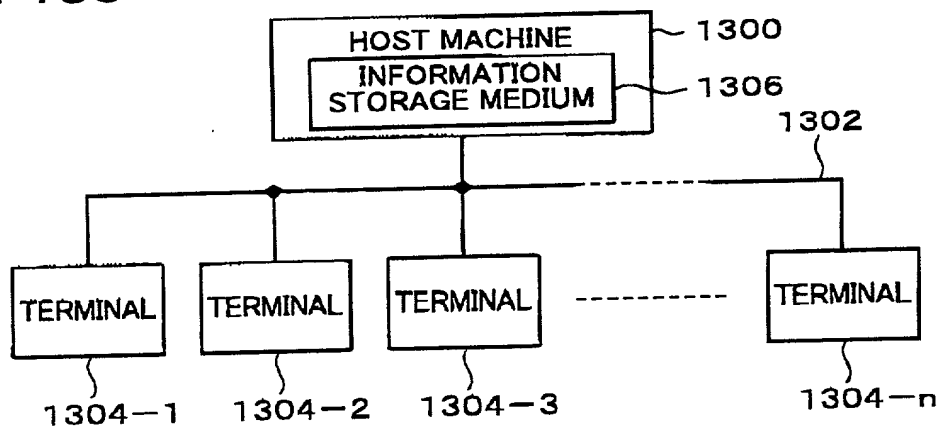 HOST MACHINE
1300
INFORMATION
STORAGE MEDIUM
1306
1302
TERMINAL TERMINAL TERMINAL TERMINAL
1304-1 1304-2 1304-3 1304-n